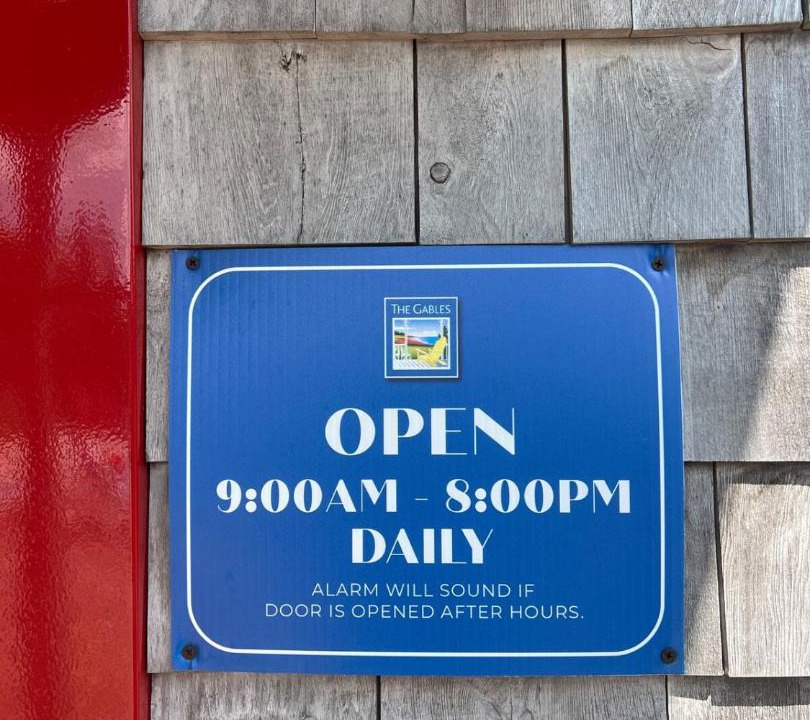 THE GABLES
OPEN
9:00AM - 8:00PM
DAILY
ALARM WILL SOUND IF
DOOR IS OPENED AFTER HOURS.